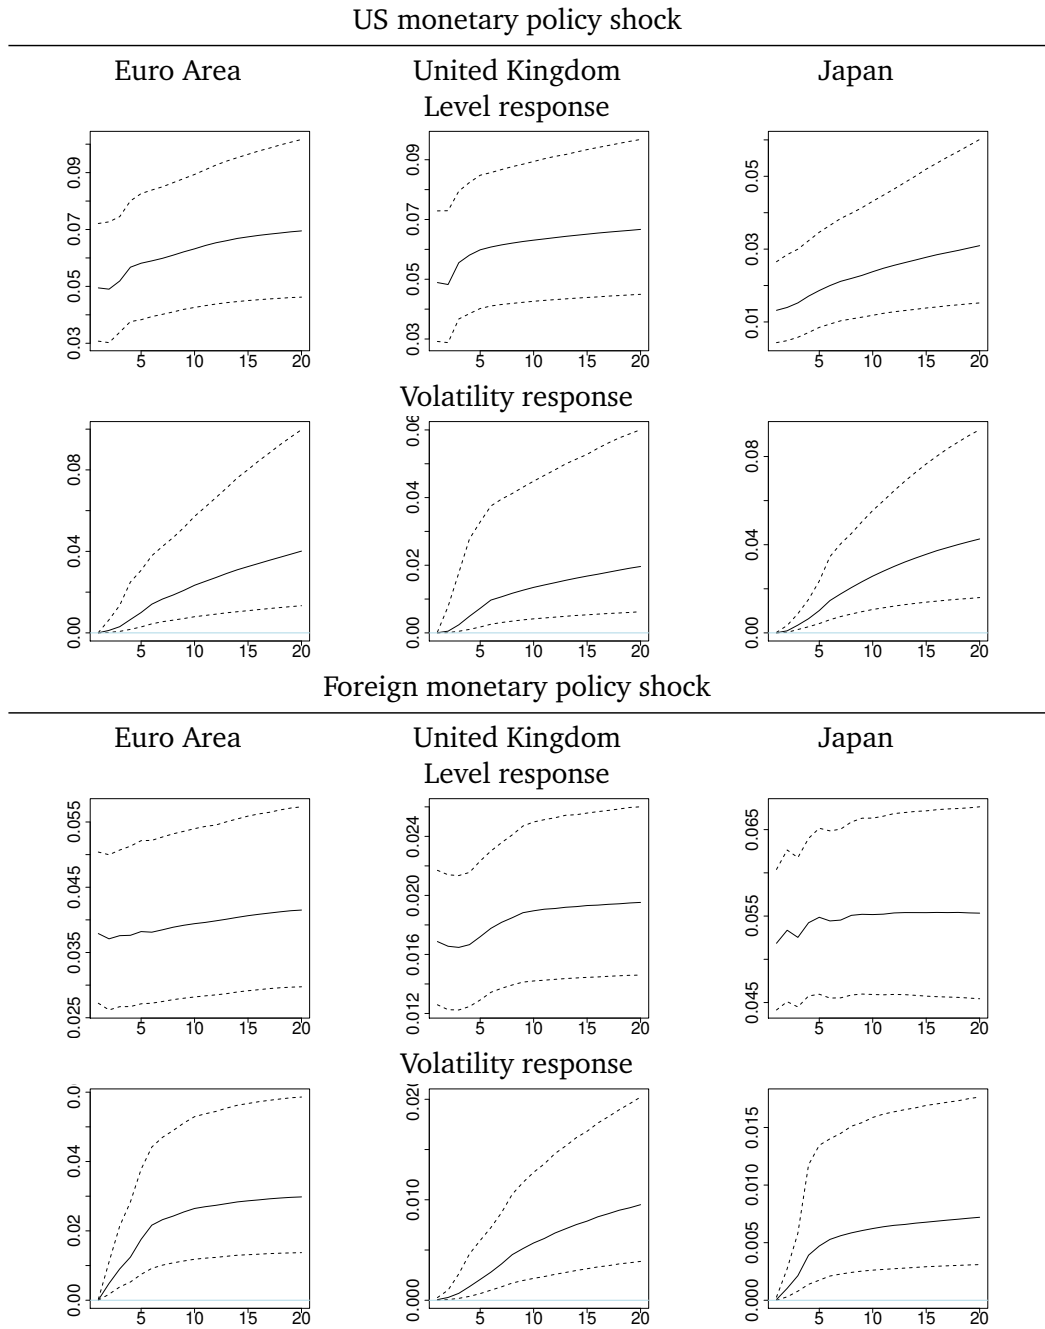 US monetary policy shock
Euro Area United Kingdom Japan
Level response
0.09 0.07 0.05 0.03
5 10 15 20
0.09 0.07 0.05 0.03
5 10 15 20
0.05 0.03 0.01
5 10 15 20
Volatility response
0.08 0.04 0.00
5 10 15 20
0.04 0.02 0.00
5 10 15 20
0.08 0.04 0.00
5 10 15 20
Foreign monetary policy shock
Euro Area United Kingdom Japan
Level response
0.055 0.045 0.035 0.025
5 10 15 20
0.024 0.020 0.016 0.012
5 10 15 20
0.065 0.055 0.045
5 10 15 20
Volatility response
0.04 0.02 0.00
5 10 15 20
0.010 0.000
5 10 15 20
0.015 0.010 0.005 0.000
5 10 15 20